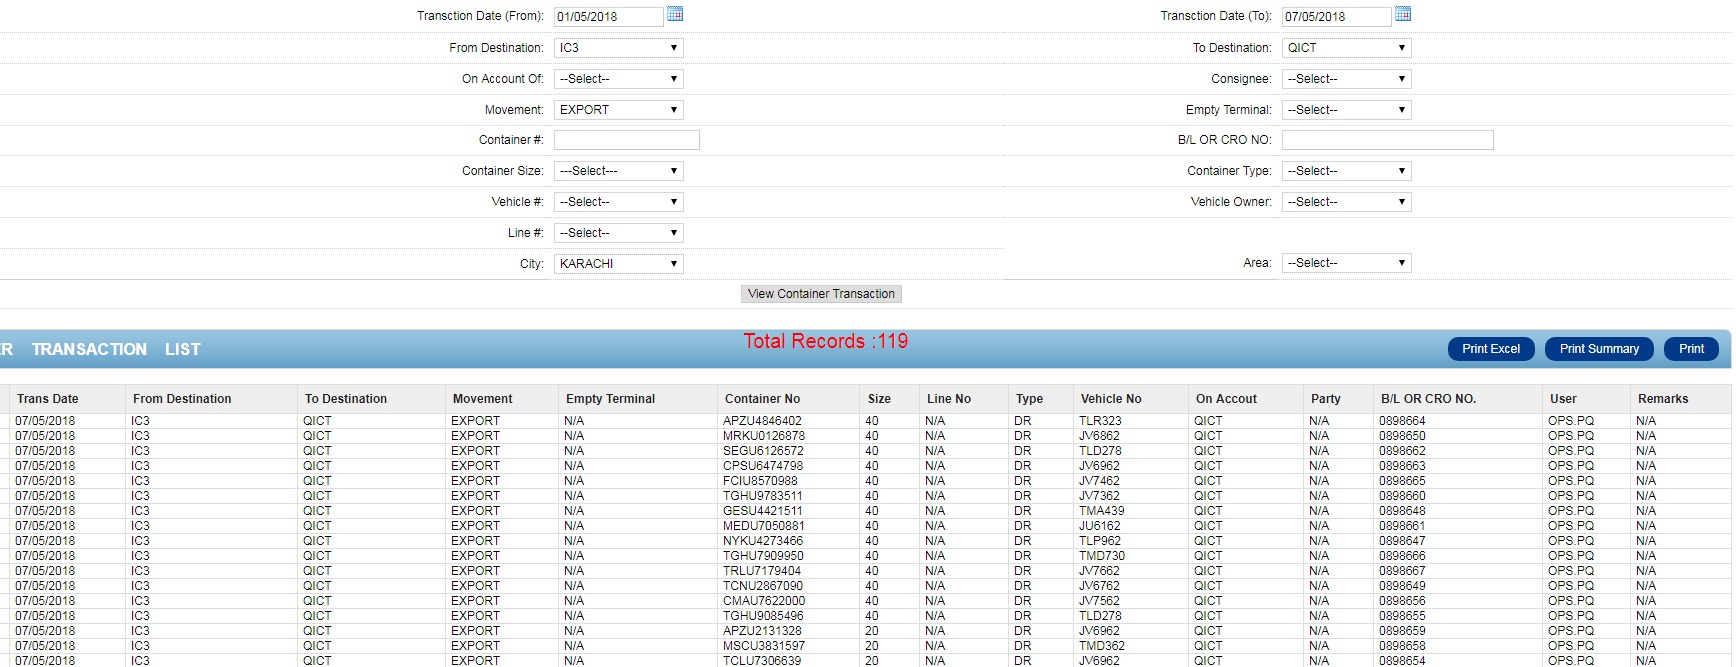 Transction Date (From): 01/05/2018 Transction Date (To): 07/05/2018
From Destination: IC3 To Destination: QICT
On Account Of: --Select-- Consignee: --Select--
Movement: EXPORT Empty Terminal: --Select--
Container #: B/L OR CRO NO:
Container Size: ---Select--- Container Type: --Select--
Vehicle #: --Select-- Vehicle Owner: --Select--
Line #: --Select--
City: KARACHI Area: --Select--
View Container Transaction
ER TRANSACTION LIST Total Records :119 Print Excel Print Summary Print
Trans Date From Destination To Destination Movement Empty Terminal Container No Size Line No Type Vehicle No On Accout Party B/L OR CRO NO. User Remarks
07/05/2018 IC3 QICT EXPORT N/A APZU4846402 40 N/A DR TLR323 QICT N/A 0898664 OPS.PQ N/A
07/05/2018 IC3 QICT EXPORT N/A MRKU0126878 40 N/A DR JV6862 QICT N/A 0898650 OPS.PQ N/A
07/05/2018 IC3 QICT EXPORT N/A SEGU6126572 40 N/A DR TLD278 QICT N/A 0898662 OPS.PQ N/A
07/05/2018 IC3 QICT EXPORT N/A CPSU6474798 40 N/A DR JV6962 QICT N/A 0898663 OPS.PQ N/A
07/05/2018 IC3 QICT EXPORT N/A FCIU8570988 40 N/A DR JV7462 QICT N/A 0898665 OPS.PQ N/A
07/05/2018 IC3 QICT EXPORT N/A TGHU9783511 40 N/A DR JV7362 QICT N/A 0898660 OPS.PQ N/A
07/05/2018 IC3 QICT EXPORT N/A GESU4421511 40 N/A DR TMA439 QICT N/A 0898648 OPS.PQ N/A
07/05/2018 IC3 QICT EXPORT N/A MEDU7050881 40 N/A DR JU6162 QICT N/A 0898661 OPS.PQ N/A
07/05/2018 IC3 QICT EXPORT N/A NYKU4273466 40 N/A DR TLP962 QICT N/A 0898647 OPS.PQ N/A
07/05/2018 IC3 QICT EXPORT N/A TGHU7909950 40 N/A DR TMD730 QICT N/A 0898666 OPS.PQ N/A
07/05/2018 IC3 QICT EXPORT N/A TRLU7179404 40 N/A DR JV7662 QICT N/A 0898667 OPS.PQ N/A
07/05/2018 IC3 QICT EXPORT N/A TCNU2867090 40 N/A DR JV6762 QICT N/A 0898649 OPS.PQ N/A
07/05/2018 IC3 QICT EXPORT N/A CMAU7622000 40 N/A DR JV7562 QICT N/A 0898656 OPS.PQ N/A
07/05/2018 IC3 QICT EXPORT N/A TGHU9085496 40 N/A DR TLD278 QICT N/A 0898655 OPS.PQ N/A
07/05/2018 IC3 QICT EXPORT N/A APZU2131328 20 N/A DR JV6962 QICT N/A 0898659 OPS.PQ N/A
07/05/2018 IC3 QICT EXPORT N/A MSCU3831597 20 N/A DR TMD362 QICT N/A 0898658 OPS.PQ N/A
07/05/2018 IC3 QICT EXPORT N/A TCLU7306639 20 N/A DR JV6962 QICT N/A 0898654 OPS.PQ N/A